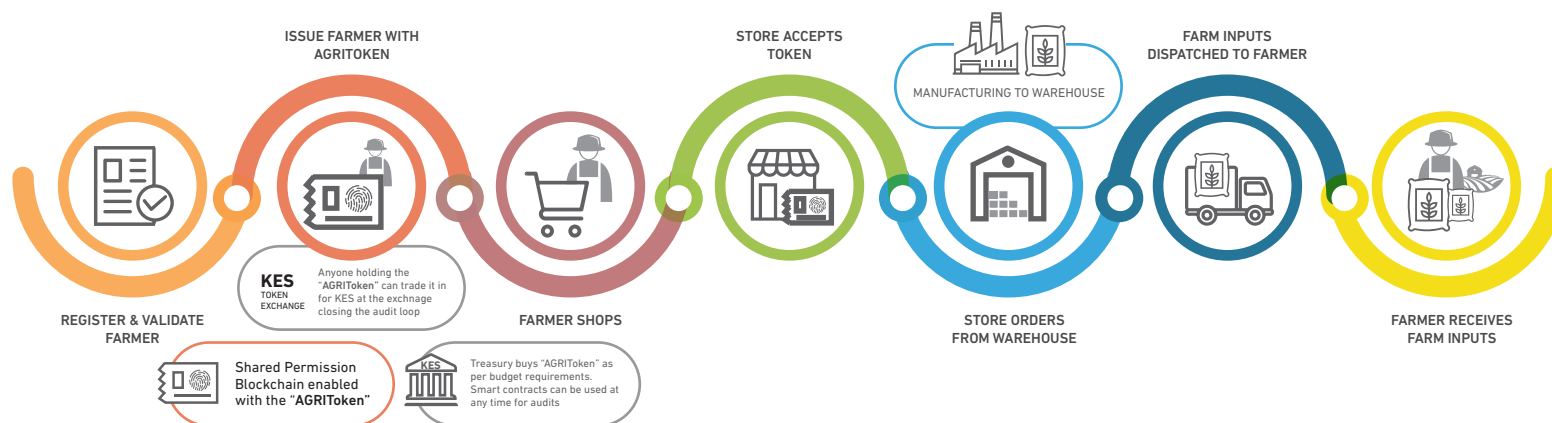 ISSUE FARMER WITH
AGRITOKEN
STORE ACCEPTS
TOKEN
FARM INPUTS
DISPATCHED TO FARMER
MANUFACTURING TO WAREHOUSE
KES
TOKEN
EXCHANGE
Anyone holding the
“AGRIToken” can trade it in
for KES at the exchnage
closing the audit loop
REGISTER & VALIDATE
FARMER
FARMER SHOPS
STORE ORDERS
FROM WAREHOUSE
FARMER RECEIVES
FARM INPUTS
Shared Permission
Blockchain enabled
with the “AGRIToken”
KES
Treasury buys “AGRIToken” as
per budget requirements.
Smart contracts can be used at
any time for audits